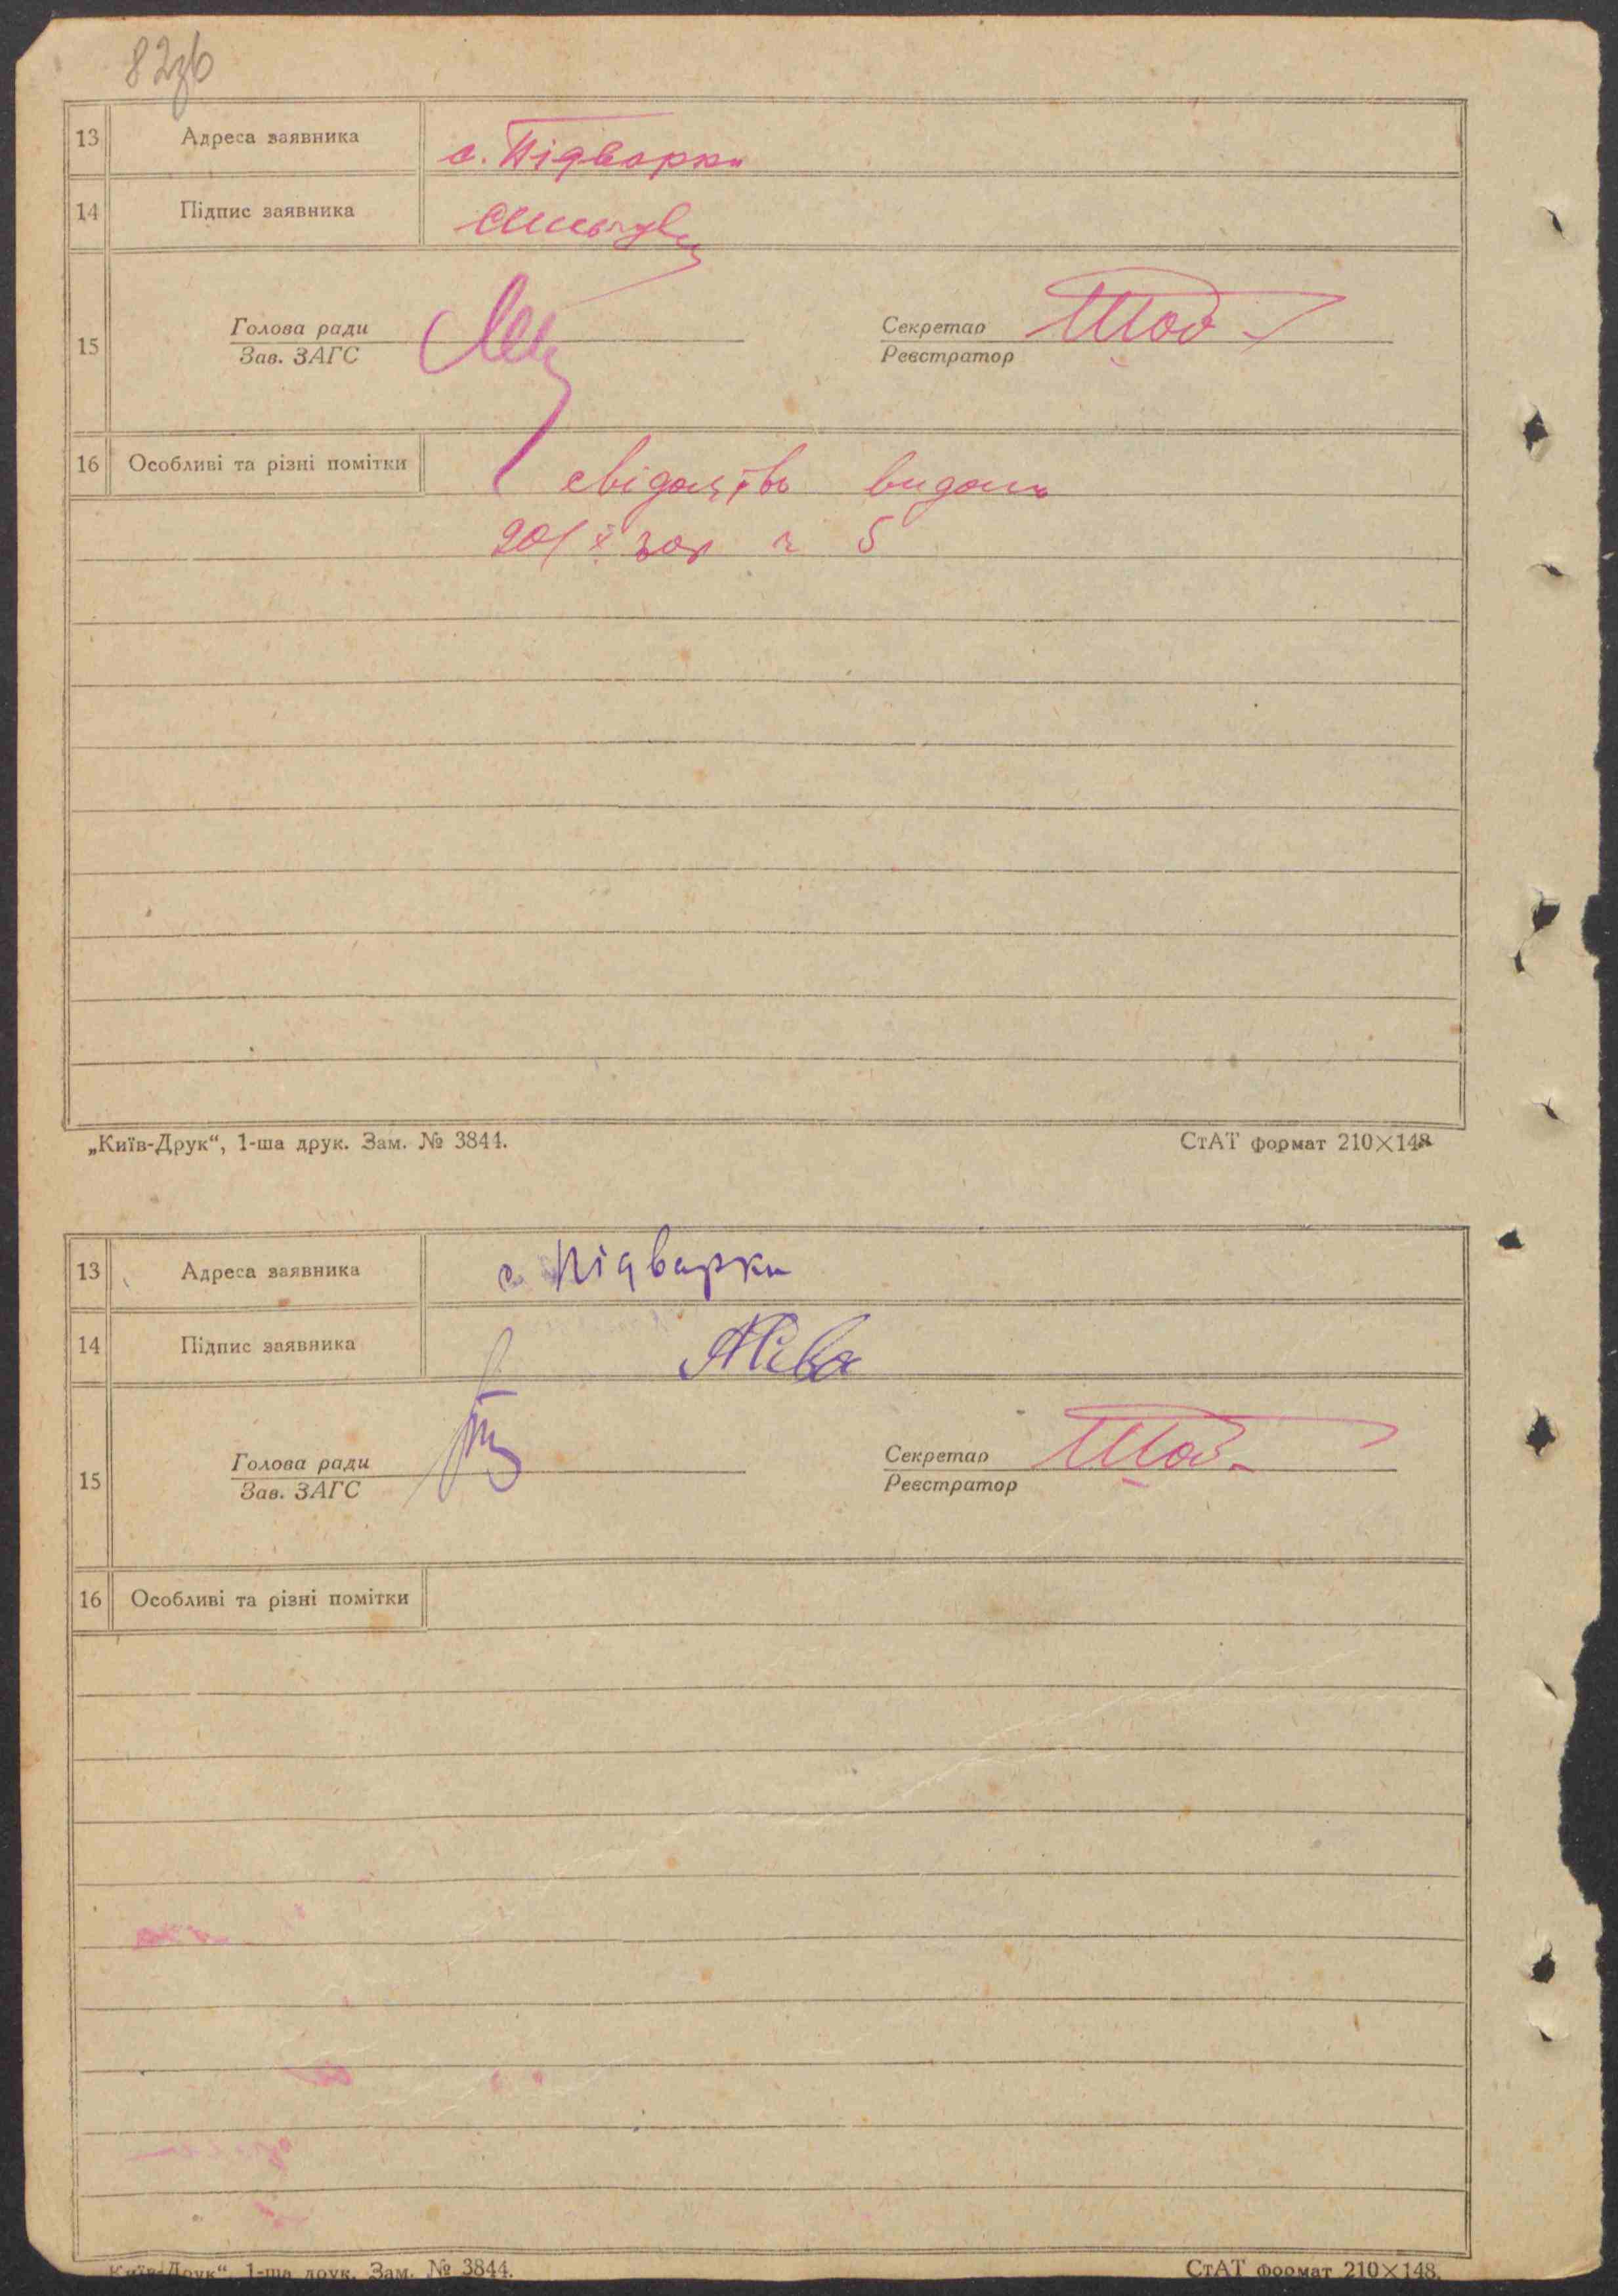 82зв
13 Адреса заявника с. Підварки
14 Підпис заявника
15 Голова ради
Зав. ЗАГС
Секретар
Реєстратор
16 Особливі та різні помітки свідоцтво видано
„Київ-Друк“, 1-ша друк. Зам. № 3844. СтАТ формат 210×148
13 Адреса заявника с. Підварки
14 Підпис заявника
15 Голова ради
Зав. ЗАГС
Секретар
Реєстратор
16 Особливі та різні помітки
„Київ-Друк“, 1-ша друк. Зам. № 3844. СтАТ формат 210×148.